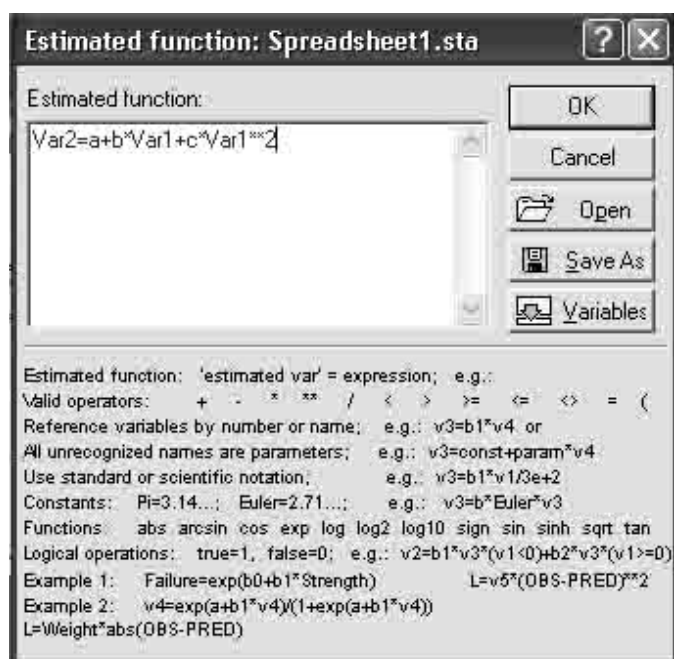 Estimated function: Spreadsheet1.sta
Estimated function:
Var2=a+b*Var1+c*Var1**2
OK
Cancel
Open
Save As
Variables
Estimated function: 'estimated var' = expression; e.g.:
Valid operators: + - * ** / < > >= <= <> = (
Reference variables by number or name; e.g.: v3=b1*v4 or
All unrecognized names are parameters; e.g.: v3=const+param*v4
Use standard or scientific notation; e.g.: v3=b1*v1/3e+2
Constants: Pi=3.14...; Euler=2.71...; e.g.: v3=b*Euler*v3
Functions abs arcsin cos exp log log2 log10 sign sin sinh sqrt tan
Logical operations: true=1, false=0; e.g.: v2=b1*v3*(v1<0)+b2*v3*(v1>=0)
Example 1: Failure=exp(b0+b1*Strength) L=v5*(OBS-PRED)**2
Example 2: v4=exp(a+b1*v4)/(1+exp(a+b1*v4))
L=Weight*abs(OBS-PRED)